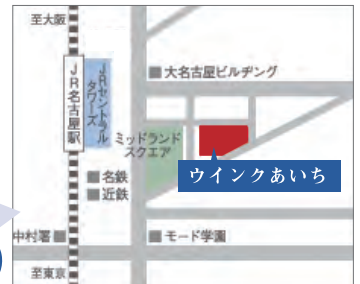 至大阪
JR名古屋駅
JRセントラル
タワーズ
大名古屋ビルヂング
ミッドランド
スクエア
ウインクあいち
名鉄
近鉄
中村署
モード学園
至東京